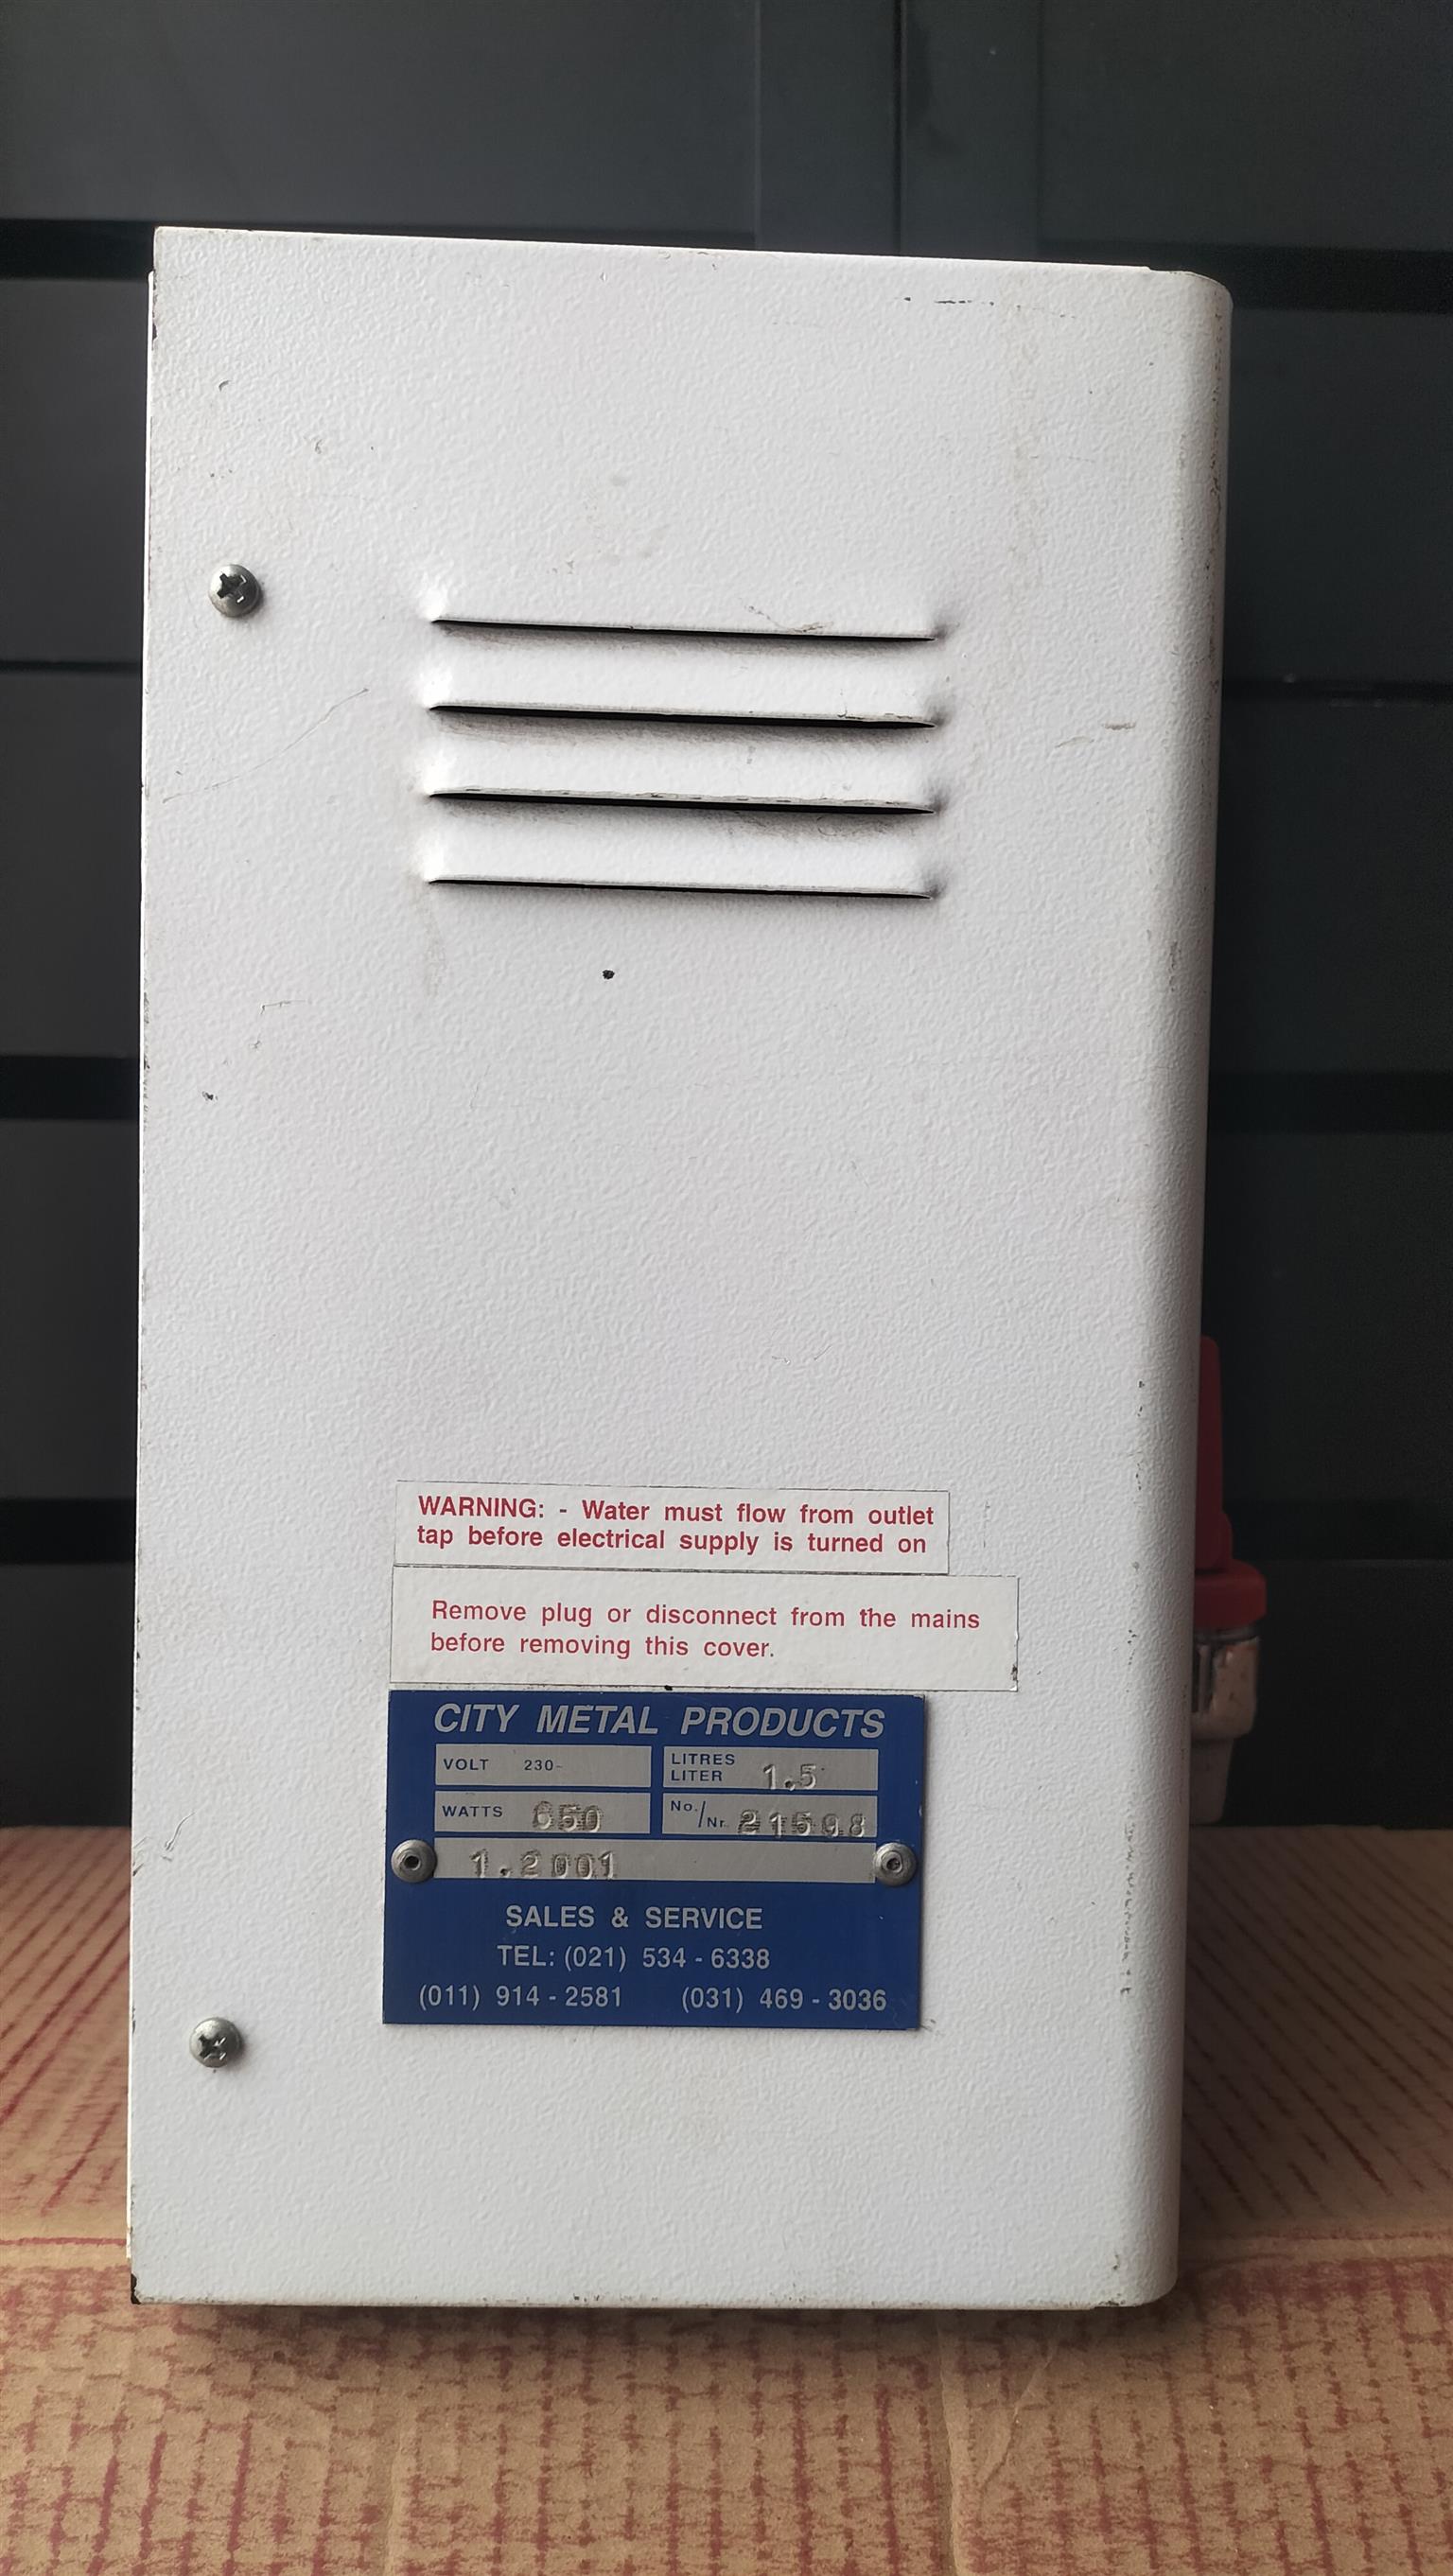 WARNING: - Water must flow from outlet
tap before electrical supply is turned on
Remove plug or disconnect from the mains
before removing this cover.
CITY METAL PRODUCTS
VOLT 230~
LITRES
LITER 1.5
WATTS 650
No./Nr. 21598
1.2001
SALES & SERVICE
TEL: (021) 534 - 6338
(011) 914 - 2581 (031) 469 - 3036